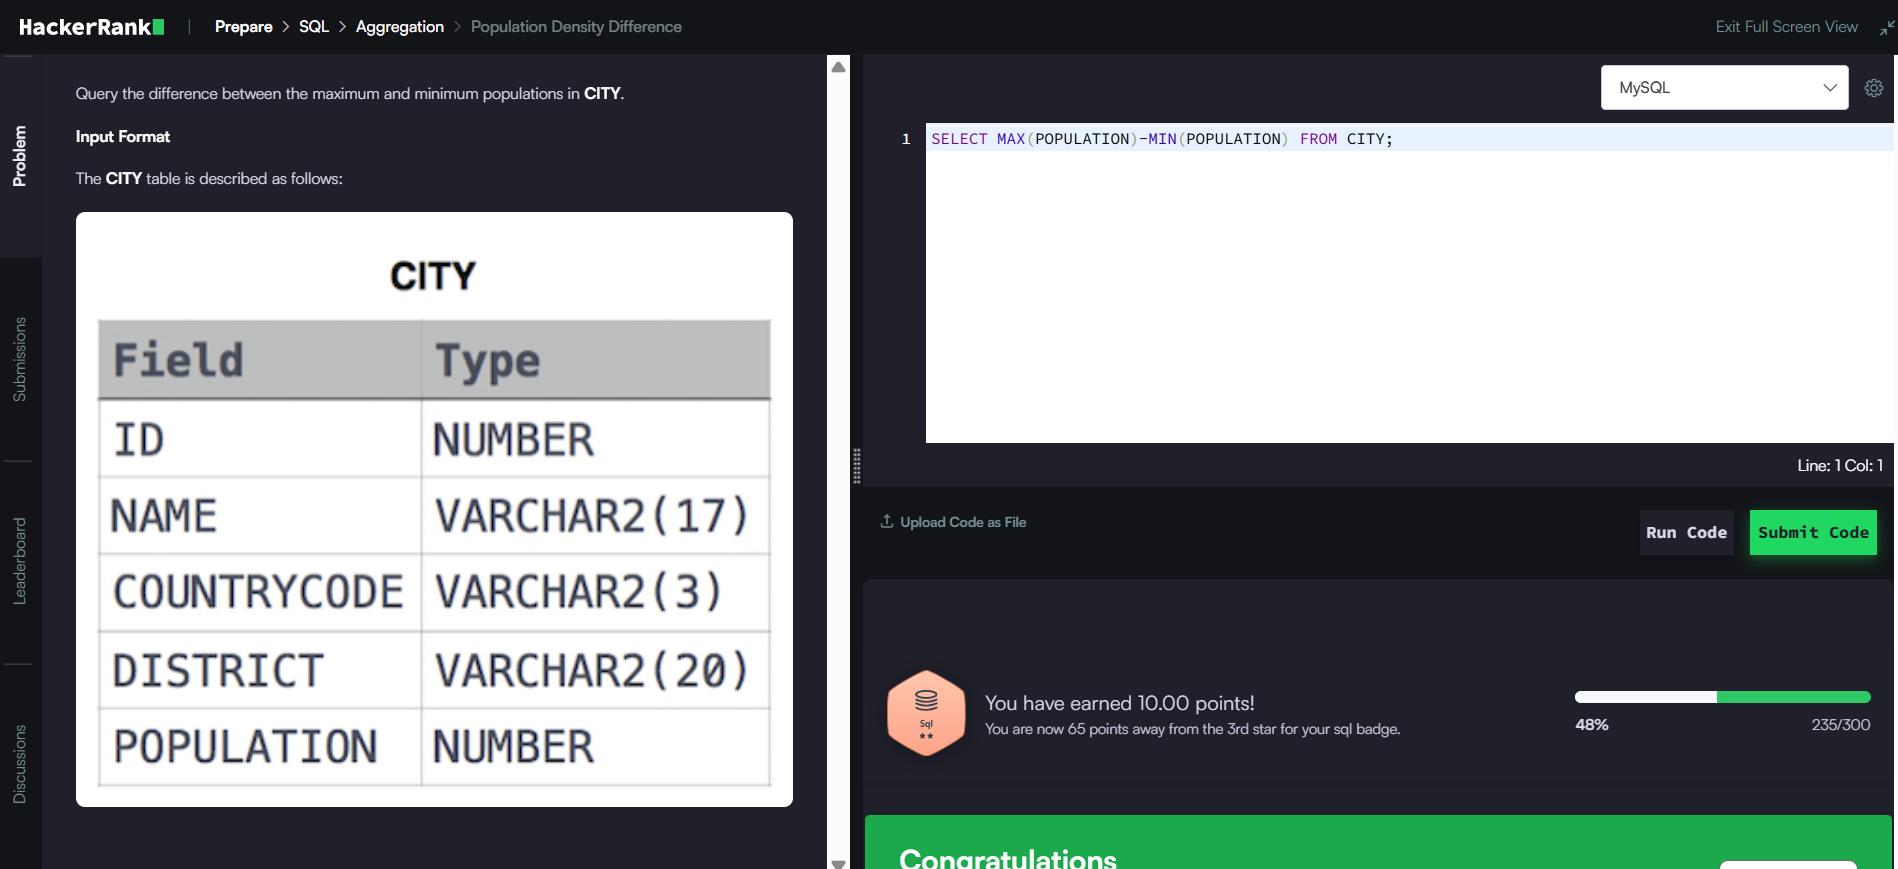 HackerRank
Prepare > SQL > Aggregation > Population Density Difference
Exit Full Screen View
Problem
Submissions
Leaderboard
Discussions
Query the difference between the maximum and minimum populations in CITY.
Input Format
The CITY table is described as follows:
CITY
Field Type
ID NUMBER
NAME VARCHAR2(17)
COUNTRYCODE VARCHAR2(3)
DISTRICT VARCHAR2(20)
POPULATION NUMBER
MySQL
1 SELECT MAX(POPULATION)-MIN(POPULATION) FROM CITY;
Line: 1 Col: 1
Upload Code as File
Run Code
Submit Code
Sql
You have earned 10.00 points!
You are now 65 points away from the 3rd star for your sql badge.
48% 235/300
Congratulations